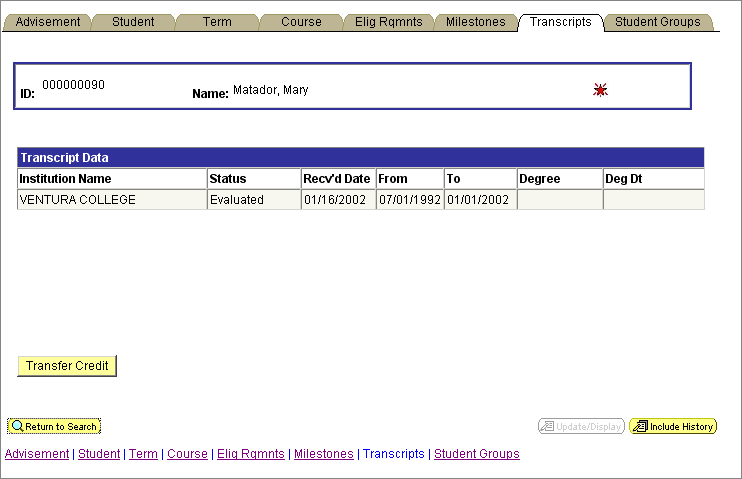 Advisement Student Term Course Elig Rqmnts Milestones Transcripts Student Groups
ID: 000000090 Name: Matador, Mary
Transcript Data
Institution Name Status Recv'd Date From To Degree Deg Dt
VENTURA COLLEGE Evaluated 01/16/2002 07/01/1992 01/01/2002
Transfer Credit
Return to Search Update/Display Include History
Advisement | Student | Term | Course | Elig Rqmnts | Milestones | Transcripts | Student Groups